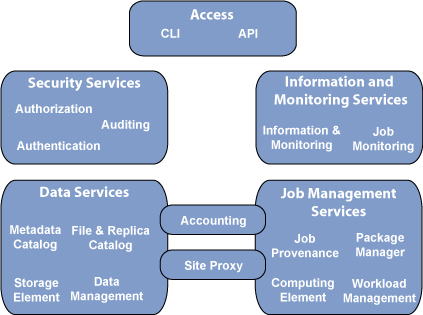 Access
CLI API
Security Services
Authorization
Auditing
Authentication
Information and
Monitoring Services
Information & Job
Monitoring Monitoring
Data Services
Metadata File & Replica
Catalog Catalog
Storage Data
Element Management
Accounting
Site Proxy
Job Management
Services
Job Package
Provenance Manager
Computing Workload
Element Management